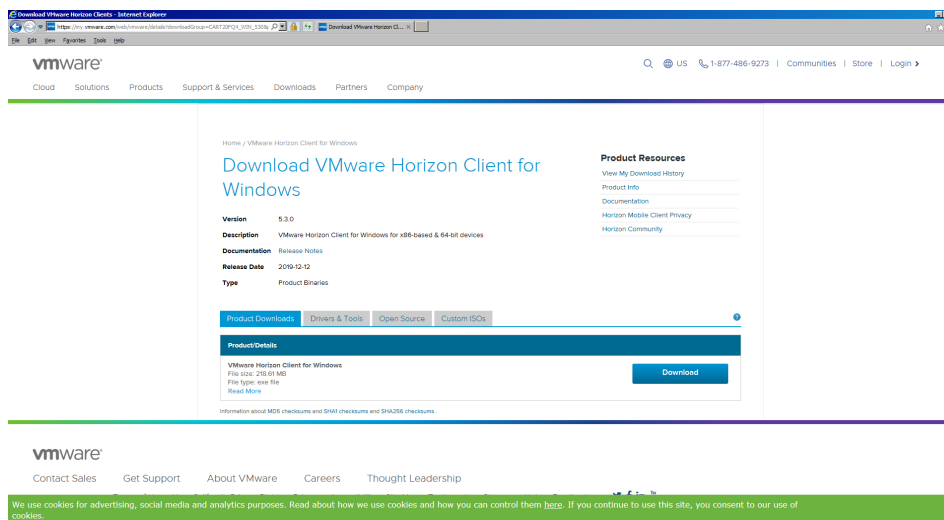 Download VMware Horizon Clients - Internet Explorer
Download VMware Horizon Cl...
File Edit View Favorites Tools Help
vmware
US 1-877-486-9273 | Communities | Store | Login
Cloud Solutions Products Support & Services Downloads Partners Company
Home / VMware Horizon Client for Windows
Download VMware Horizon Client for
Windows
Version 5.3.0
Description VMware Horizon Client for Windows for x86-based & 64-bit devices
Documentation Release Notes
Release Date 2019-12-12
Type Product Binaries
Product Resources
View My Download History
Product Info
Documentation
Horizon Mobile Client Privacy
Horizon Community
Product Downloads Drivers & Tools Open Source Custom ISOs
Product/Details
VMware Horizon Client for Windows
File size: 218.61 MB
File type: exe file
Read More
Download
Information about MD5 checksums and SHA1 checksums and SHA256 checksums .
vmware
Contact Sales Get Support About VMware Careers Thought Leadership
We use cookies for advertising, social media and analytics purposes. Read about how we use cookies and how you can control them here. If you continue to use this site, you consent to our use of
cookies.